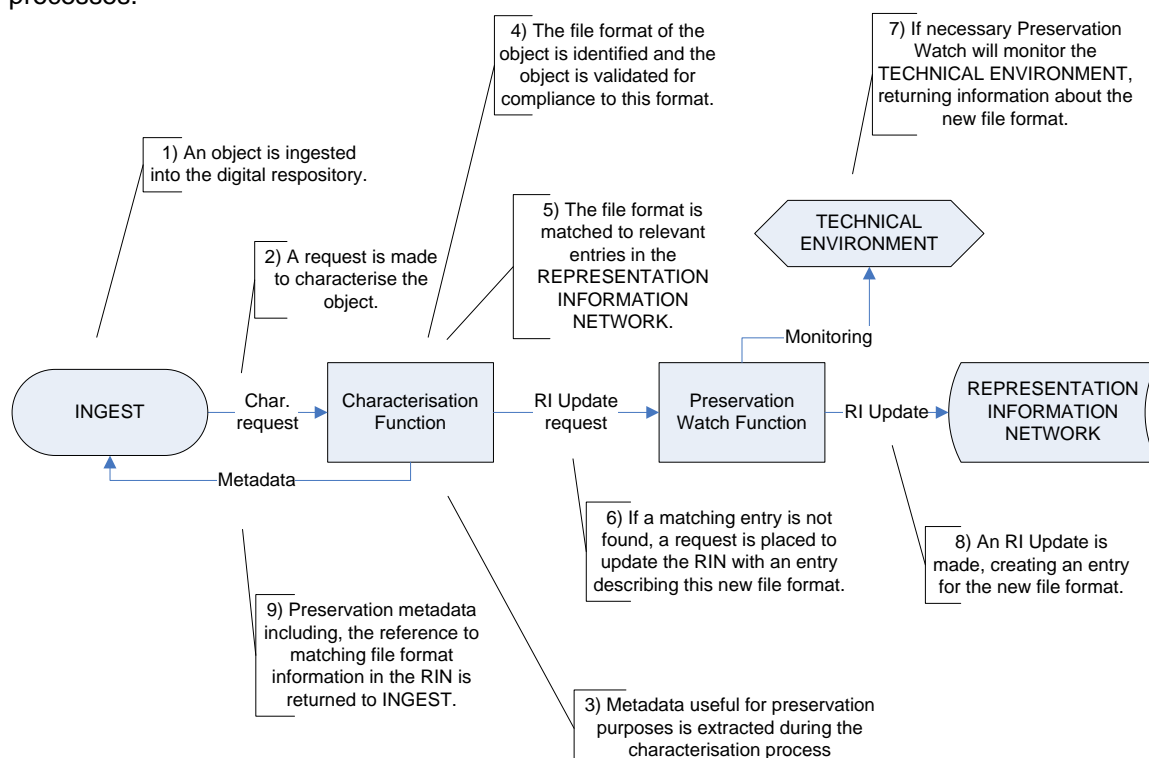 processes.
4) The file format of the
object is identified and the
object is validated for
compliance to this format.
7) If necessary Preservation
Watch will monitor the
TECHNICAL ENVIRONMENT,
returning information about the
new file format.
1) An object is ingested
into the digital respository.
5) The file format is
matched to relevant
entries in the
REPRESENTATION
INFORMATION
NETWORK.
TECHNICAL
ENVIRONMENT
2) A request is made
to characterise the
object.
Monitoring
INGEST
Char.
request
Characterisation
Function
RI Update
request
Preservation
Watch Function
RI Update
REPRESENTATION
INFORMATION
NETWORK
Metadata
6) If a matching entry is not
found, a request is placed to
update the RIN with an entry
describing this new file format.
8) An RI Update is
made, creating an entry
for the new file format.
9) Preservation metadata
including, the reference to
matching file format
information in the RIN is
returned to INGEST.
3) Metadata useful for preservation
purposes is extracted during the
characterisation process